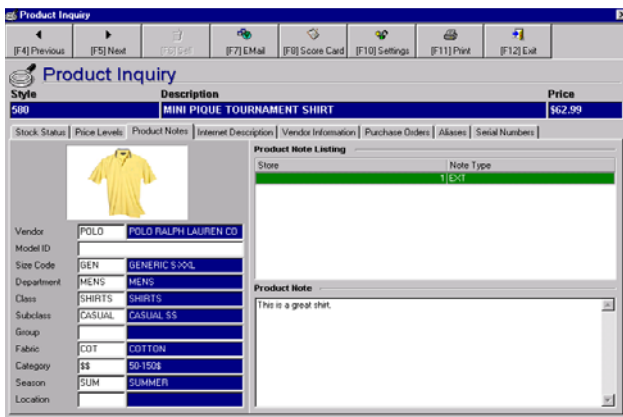 Product Inquiry
[F4] Previous [F5] Next [F6] Sell [F7] EMail [F8] Score Card [F10] Settings [F11] Print [F12] Exit
Product Inquiry
Style Description Price
580 MINI PIQUE TOURNAMENT SHIRT $62.99
Stock Status Price Levels Product Notes Internet Description Vendor Information Purchase Orders Aliases Serial Numbers
Product Note Listing
Store Note Type
1 EXT
Vendor POLO POLO RALPH LAUREN CO
Model ID
Size Code GEN GENERIC S-XXL
Department MENS MENS
Class SHIRTS SHIRTS
Subclass CASUAL CASUAL SS
Group
Fabric COT COTTON
Category $$ 50-150$
Season SUM SUMMER
Location
Product Note
This is a great shirt.